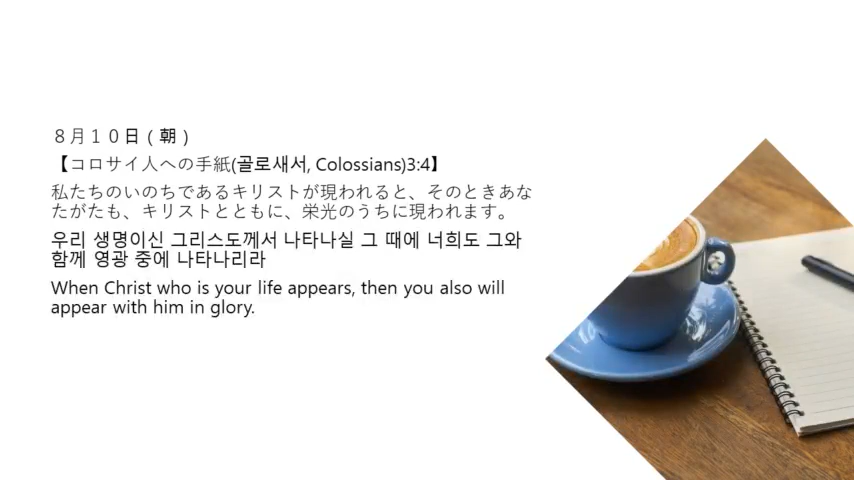 ８月１０日（朝）
【コロサイ人への手紙(골로새서, Colossians)3:4】
私たちのいのちであるキリストが現われると、そのときあな
たがたも、キリストとともに、栄光のうちに現われます。
우리 생명이신 그리스도께서 나타나실 그 때에 너희도 그와
함께 영광 중에 나타나리라
When Christ who is your life appears, then you also will
appear with him in glory.